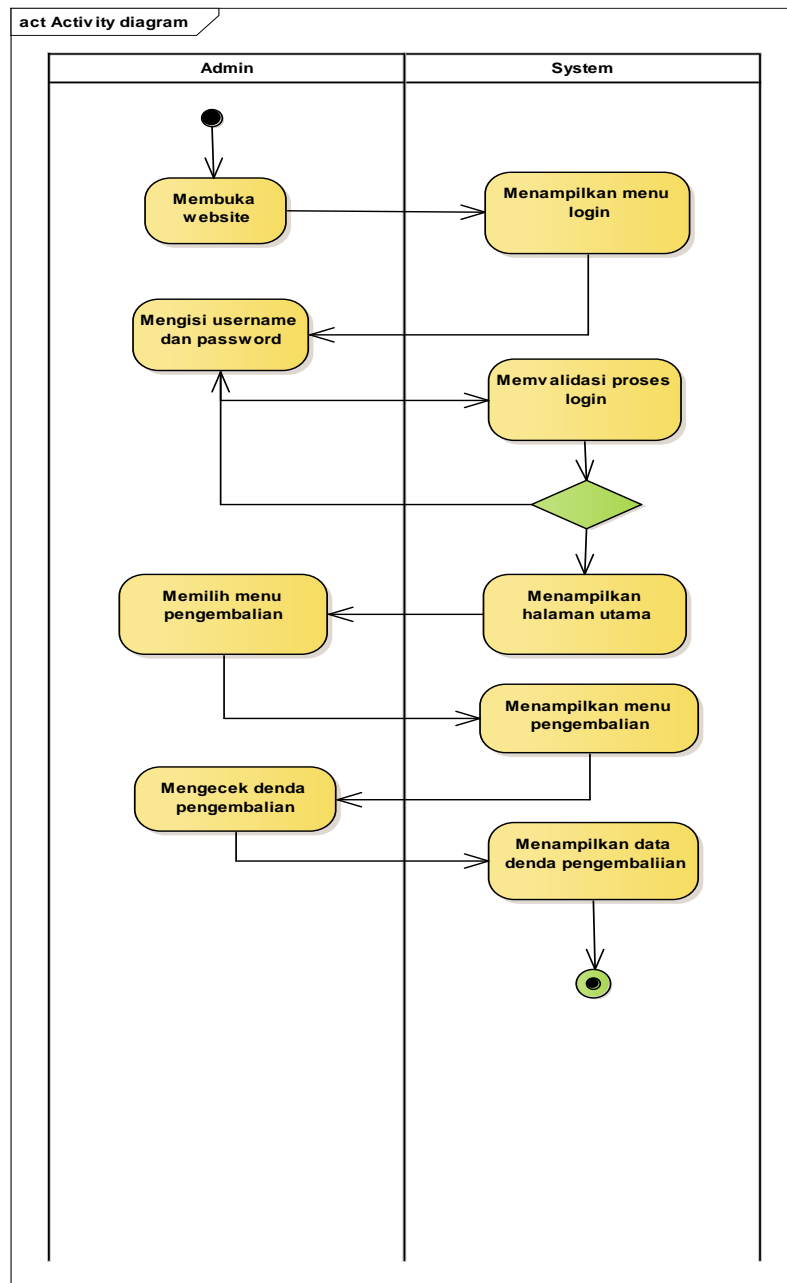 act Activity diagram
Admin
System
Membuka
website
Menampilkan menu
login
Mengisi username
dan password
Memvalidasi proses
login
Memilih menu
pengembalian
Menampilkan
halaman utama
Menampilkan menu
pengembalian
Mengecek denda
pengembalian
Menampilkan data
denda pengembaliian